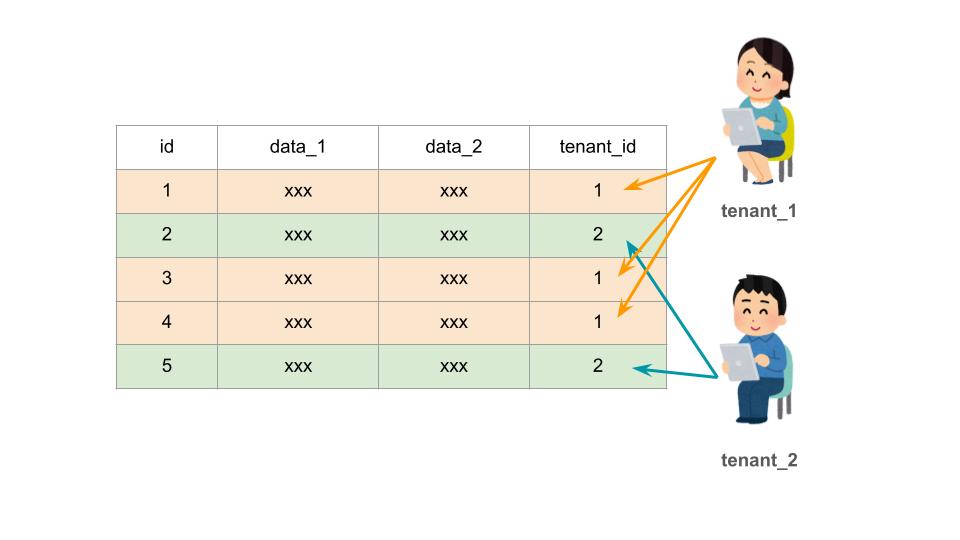 id data_1 data_2 tenant_id
1 xxx xxx 1
2 xxx xxx 2
3 xxx xxx 1
4 xxx xxx 1
5 xxx xxx 2
tenant_1
tenant_2